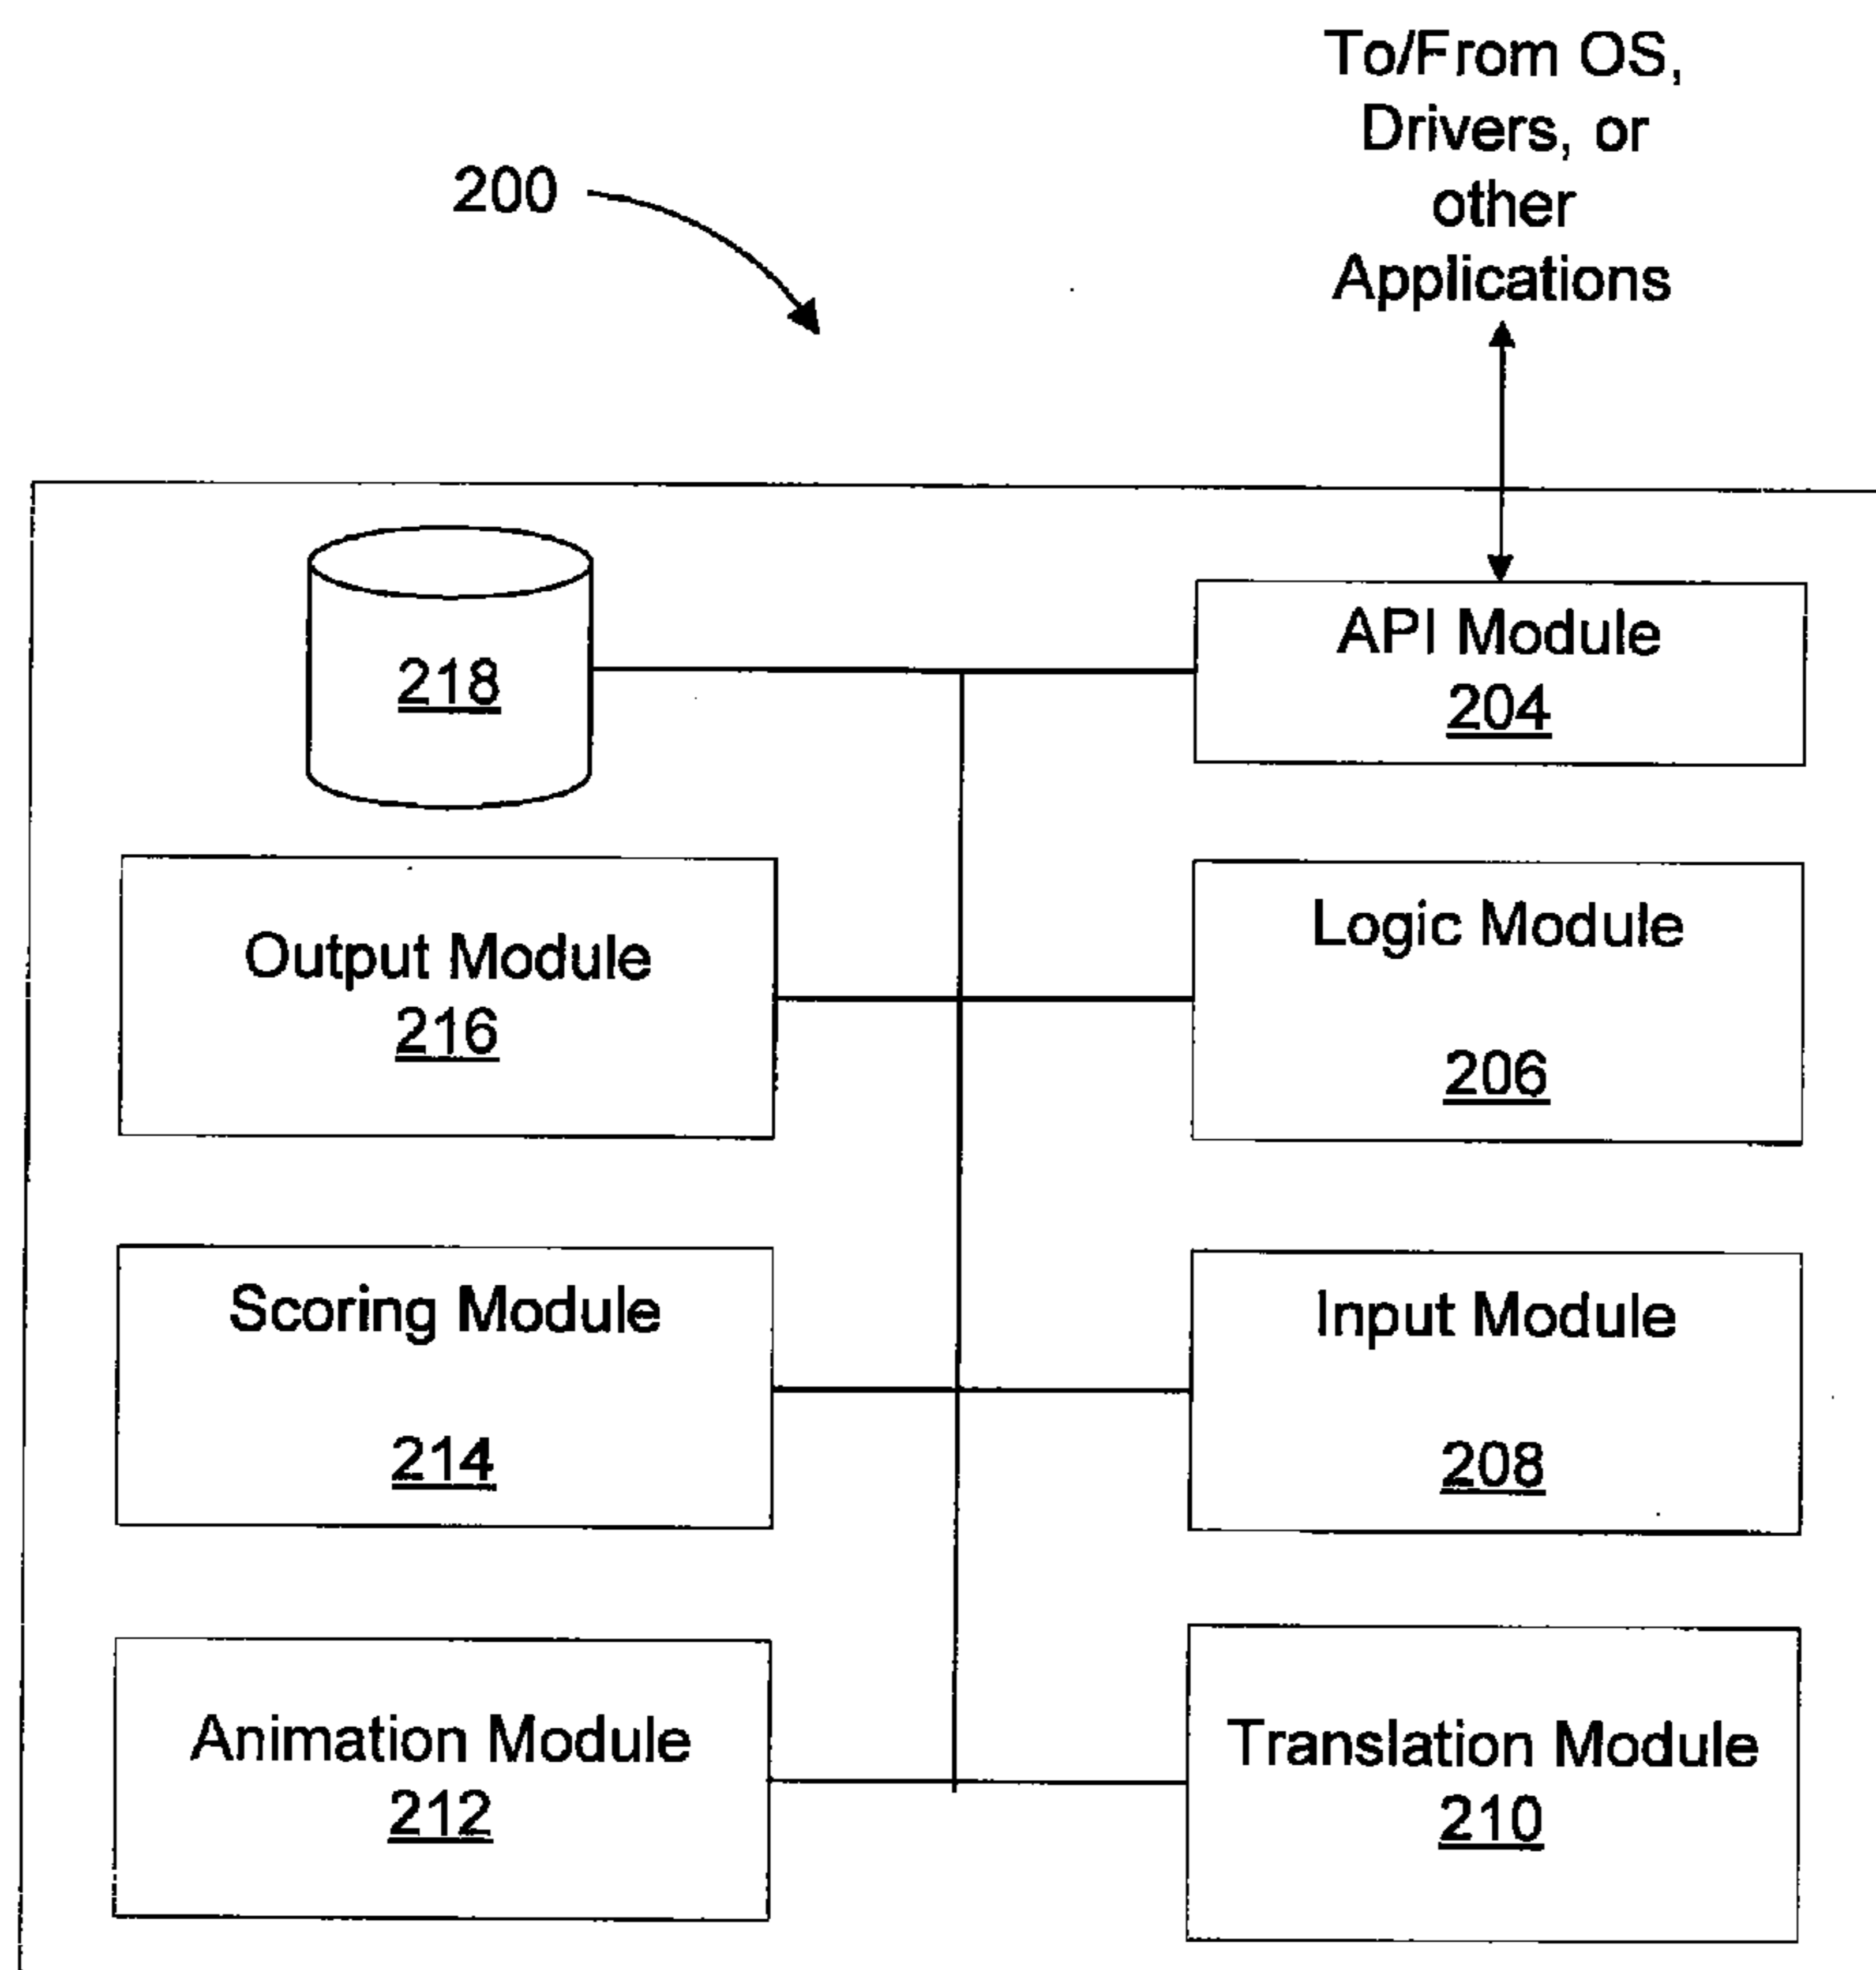 To/From OS,
Drivers, or
other
Applications
200
218
API Module
204
Output Module
216
Logic Module
206
Scoring Module
214
Input Module
208
Animation Module
212
Translation Module
210